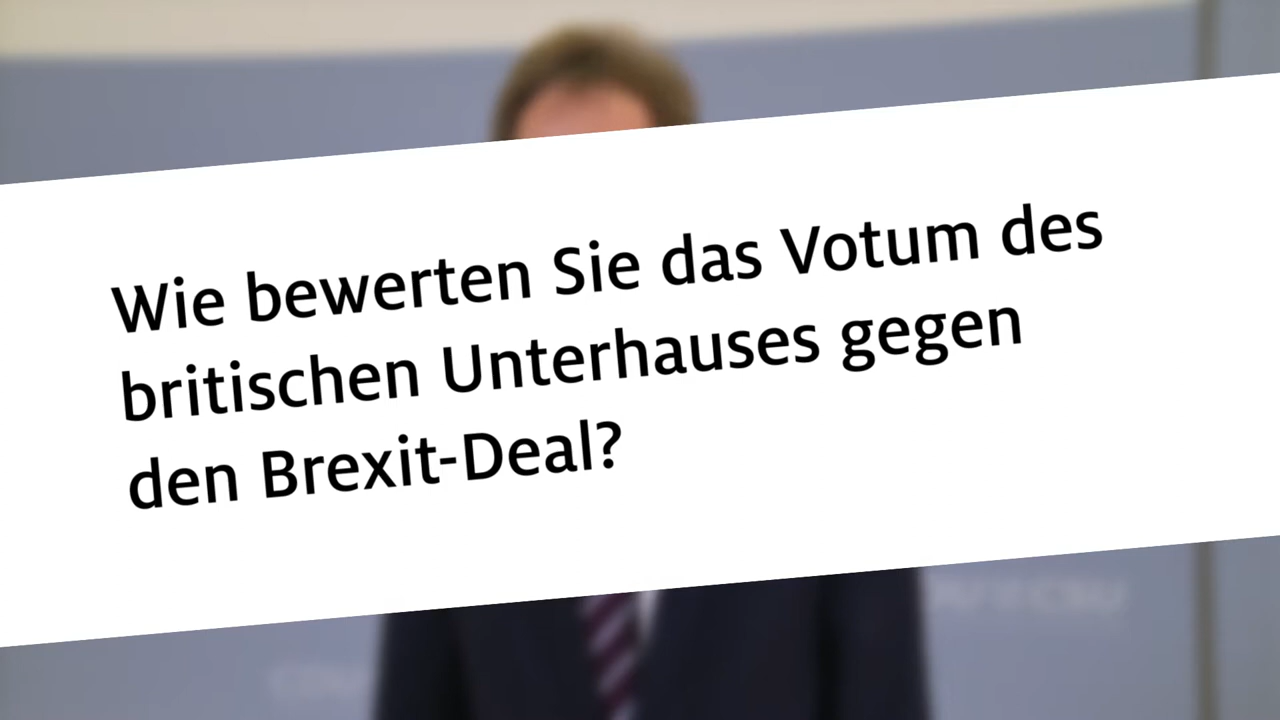 Wie bewerten Sie das Votum des
britischen Unterhauses gegen
den Brexit-Deal?